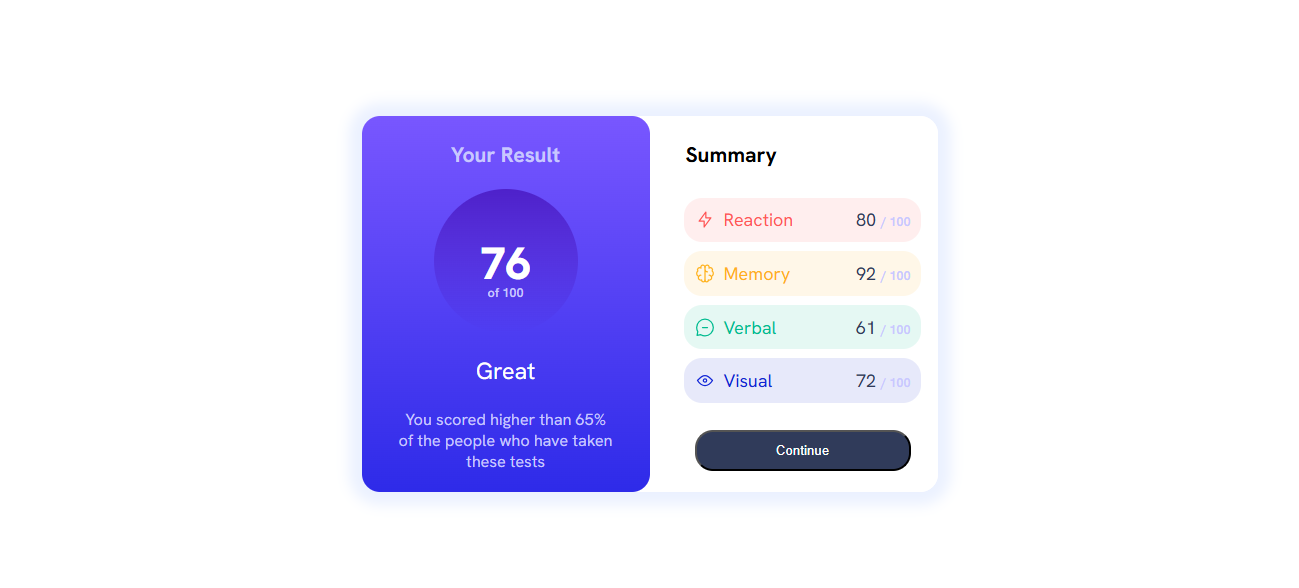 Your Result
76
of 100
Great
You scored higher than 65%
of the people who have taken
these tests
Summary
Reaction 80 / 100
Memory 92 / 100
Verbal 61 / 100
Visual 72 / 100
Continue